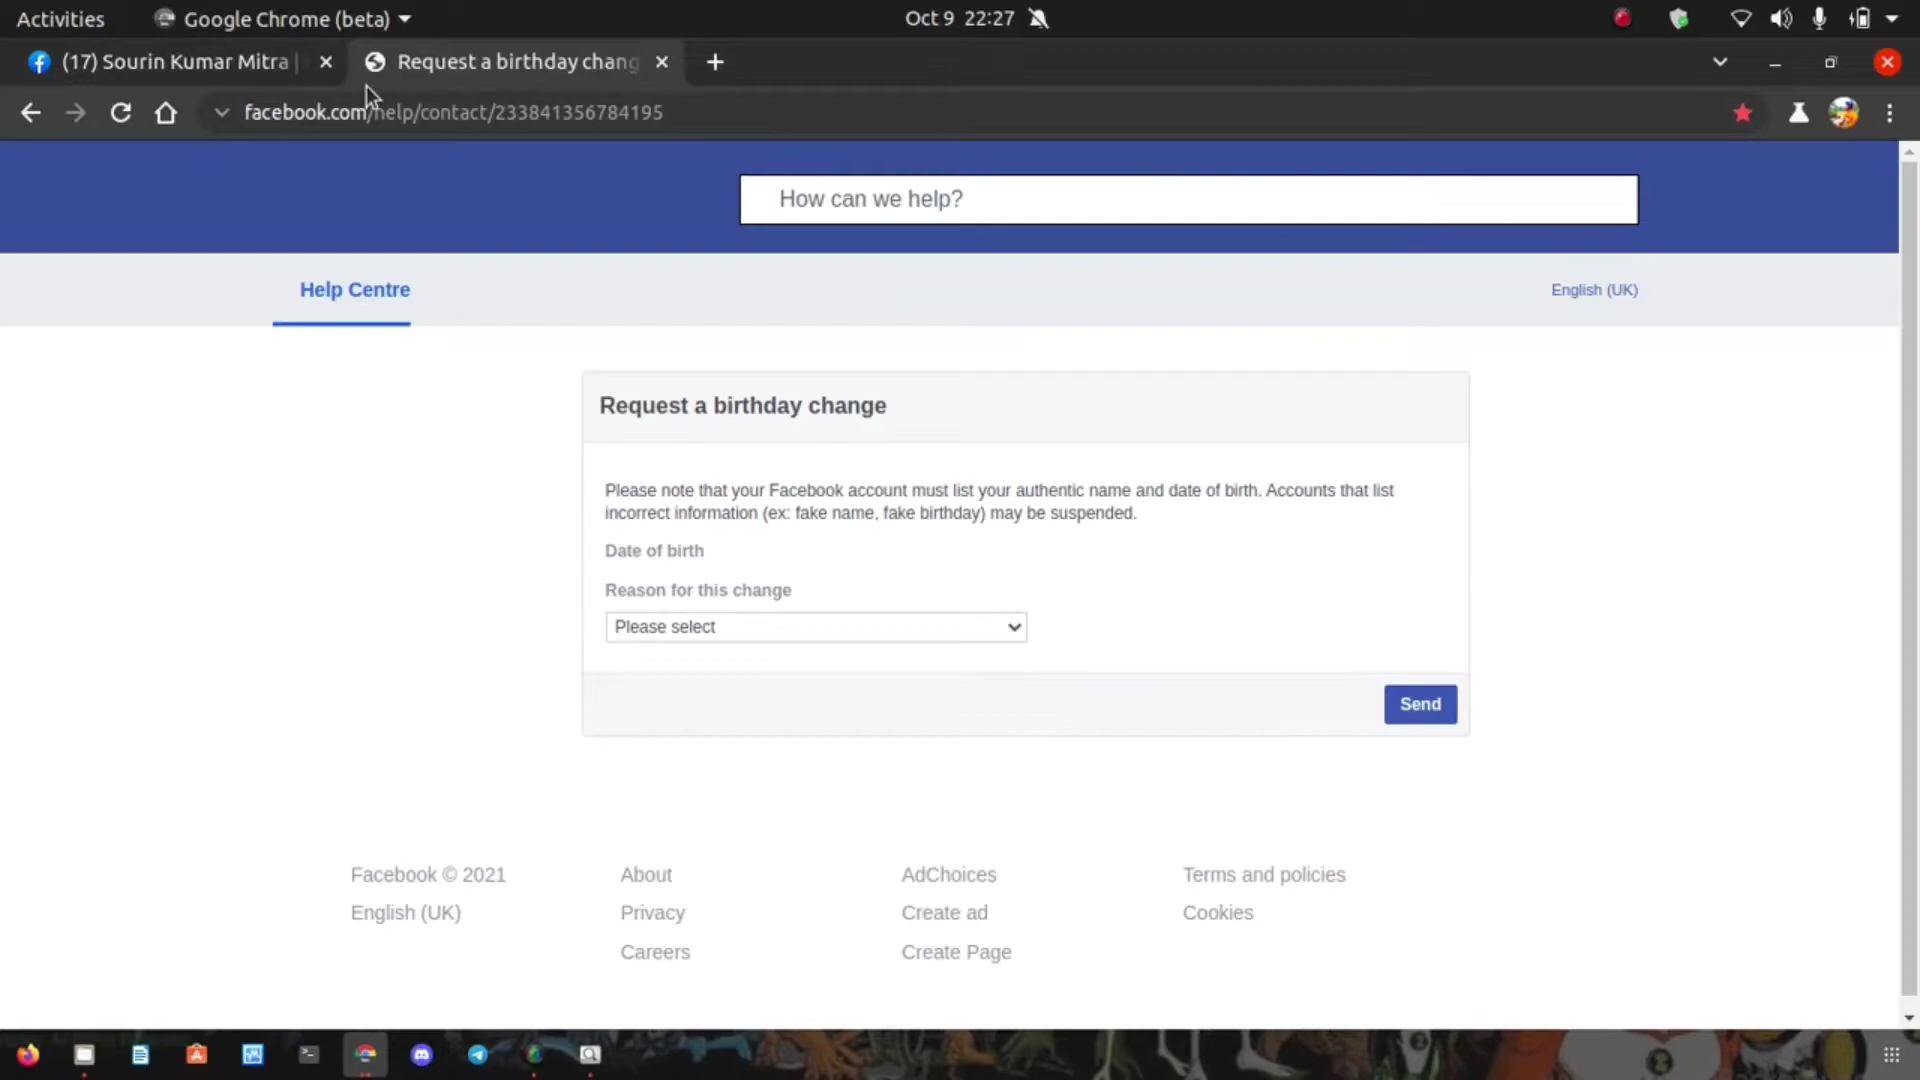 Activities
Google Chrome (beta)
Oct 9 22:27
(17) Sourin Kumar Mitra |
Request a birthday chang
facebook.com/help/contact/233841356784195
How can we help?
Help Centre
English (UK)
Request a birthday change
Please note that your Facebook account must list your authentic name and date of birth. Accounts that list
incorrect information (ex: fake name, fake birthday) may be suspended.
Date of birth
Reason for this change
Please select
Send
Facebook © 2021
About
AdChoices
Terms and policies
English (UK)
Privacy
Create ad
Cookies
Careers
Create Page